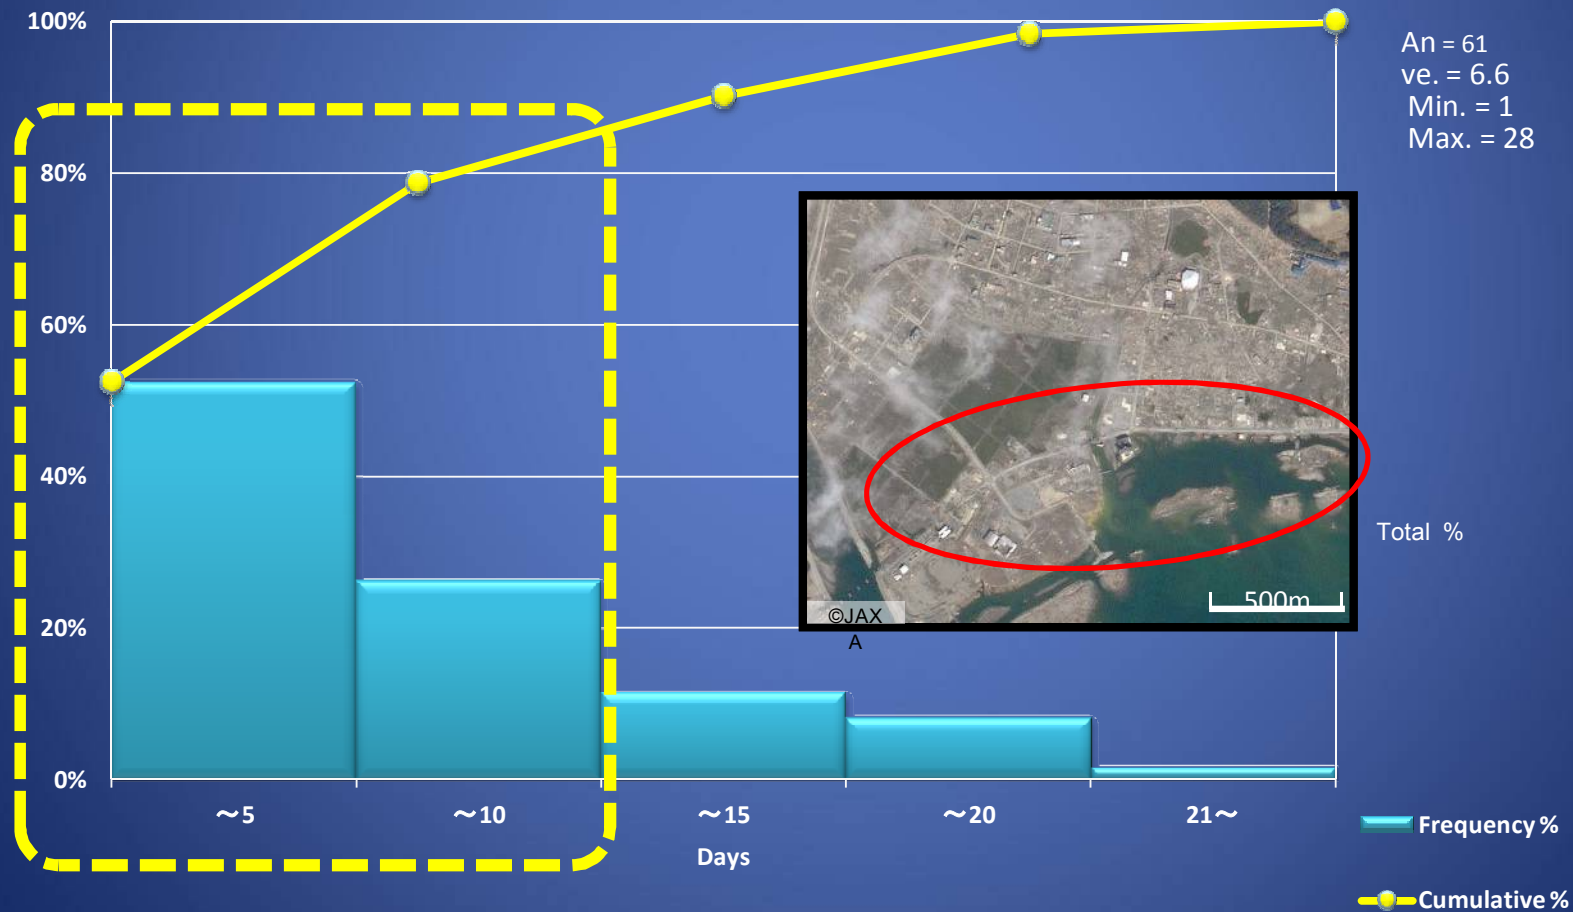 100%
80%
60%
40%
20%
0%
～5
～10
～15
～20
21～
Days
An = 61
ve. = 6.6
Min. = 1
Max. = 28
500m
©JAX
A
Total %
Frequency %
Cumulative %